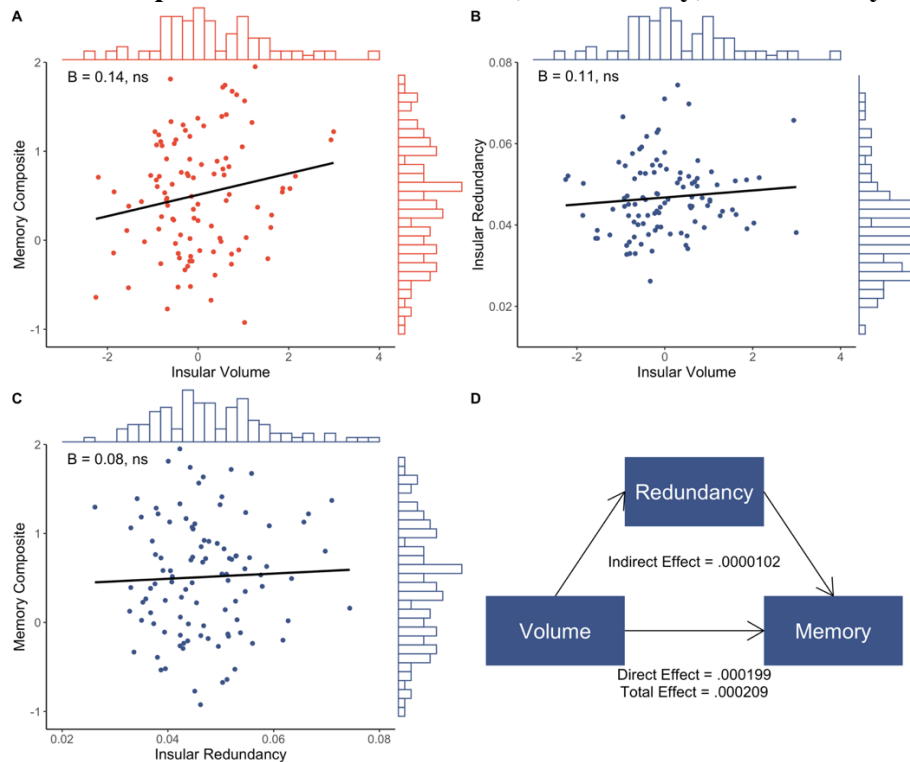 A
B = 0.14, ns
Memory Composite
2
1
0
-1
-2
0
2
4
Insular Volume
B
B = 0.11, ns
Insular Redundancy
0.08
0.06
0.04
0.02
-2
0
2
4
Insular Volume
C
B = 0.08, ns
Memory Composite
2
1
0
-1
0.02
0.04
0.06
0.08
Insular Redundancy
D
Redundancy
Indirect Effect = .0000102
Volume
Memory
Direct Effect = .000199
Total Effect = .000209